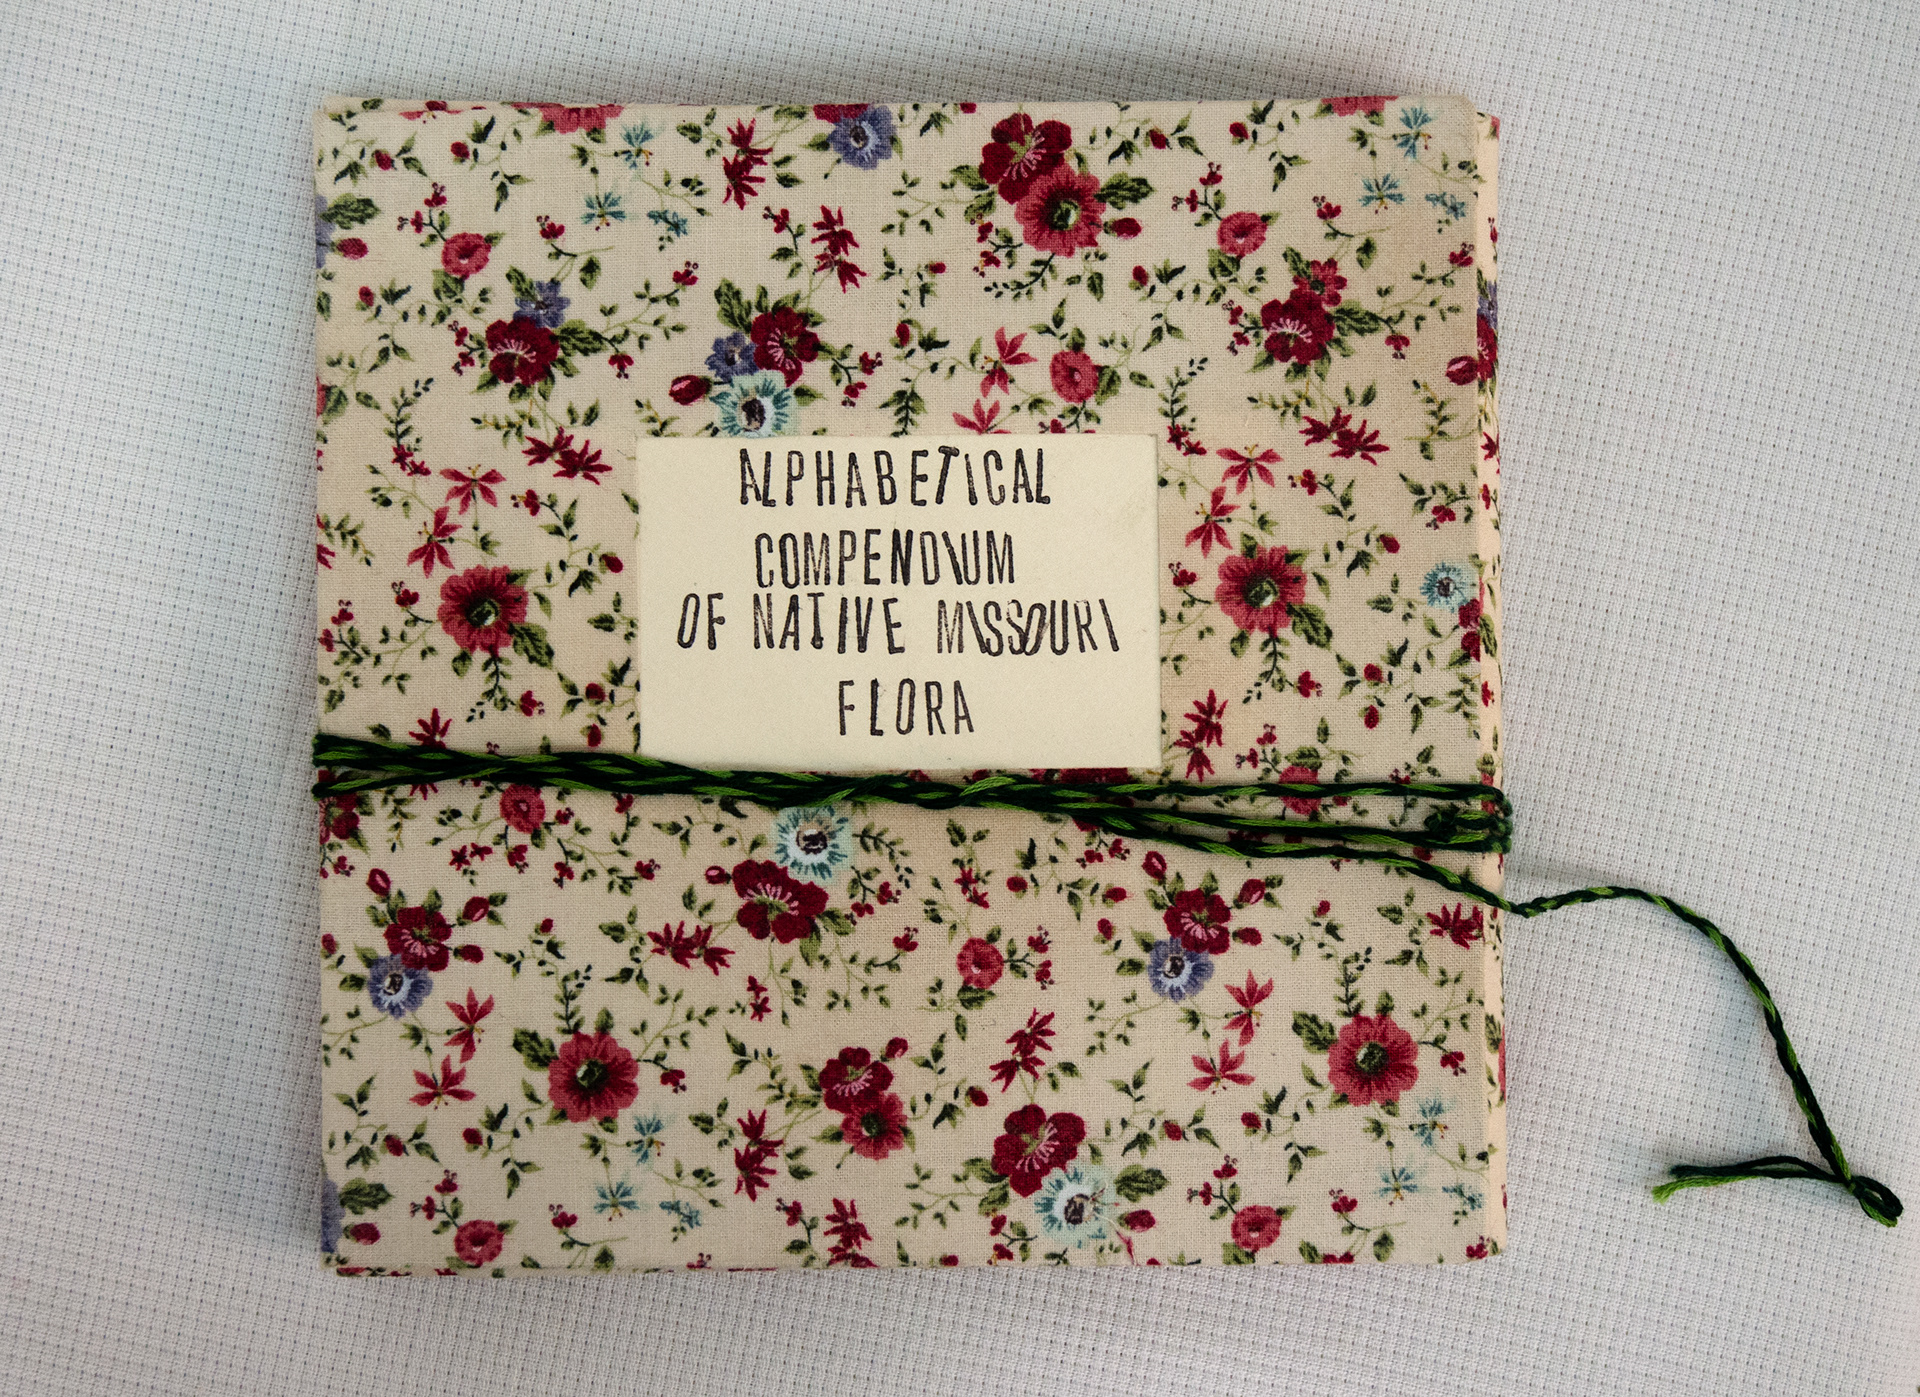 ALPHABETICAL
COMPENDIUM
OF NATIVE MISSOURI
FLORA